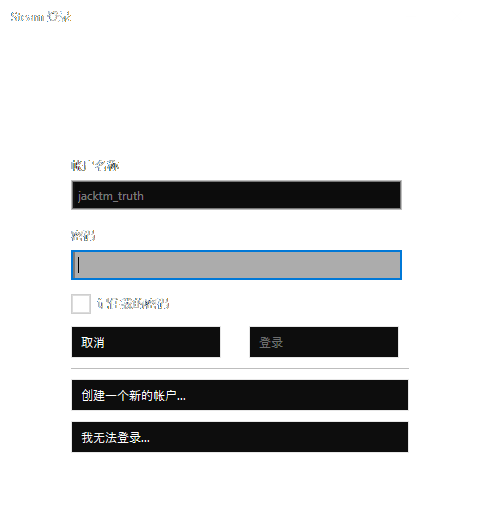 Steam 登录
帐户名称
jacktm_truth
密码
记住我的密码
取消
登录
创建一个新的帐户...
我无法登录...